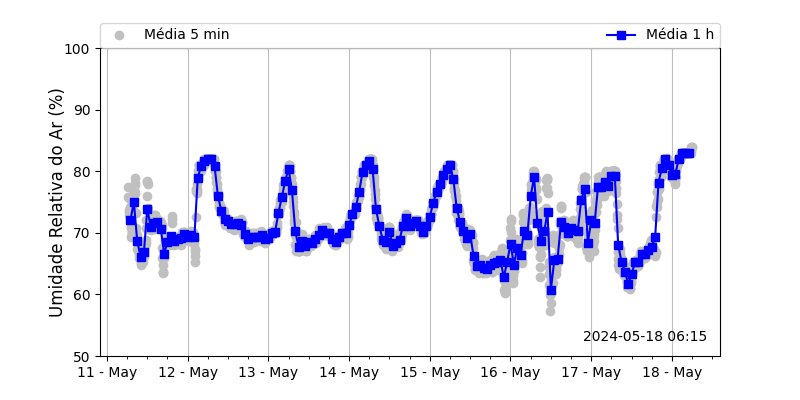 Média 5 min
Média 1 h
Umidade Relativa do Ar (%)
100
90
80
70
60
50
2024-05-18 06:15
11 - May
12 - May
13 - May
14 - May
15 - May
16 - May
17 - May
18 - May